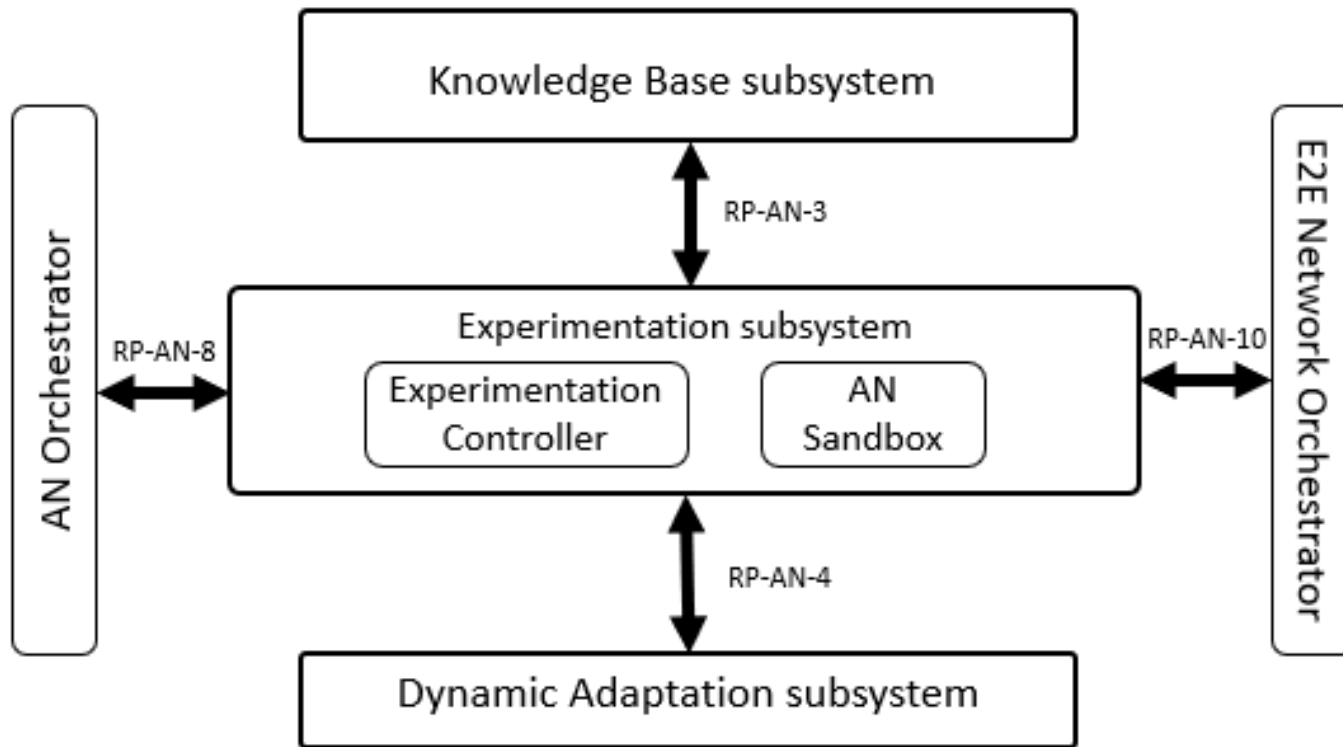 Knowledge Base subsystem
RP-AN-3
AN Orchestrator
RP-AN-8
Experimentation subsystem
Experimentation
Controller
AN
Sandbox
RP-AN-10
E2E Network Orchestrator
RP-AN-4
Dynamic Adaptation subsystem